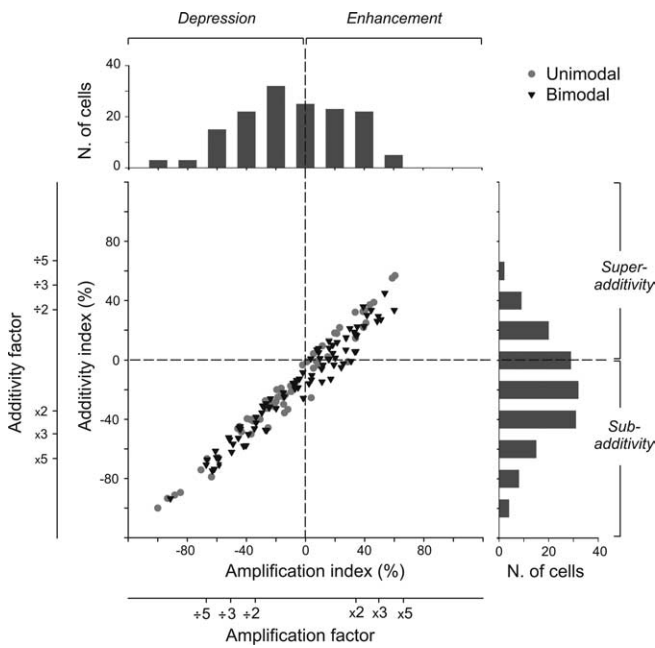 Depression
Enhancement
N. of cells
40
20
0
Unimodal
Bimodal
Additivity factor
÷5
÷3
÷2
x2
x3
x5
Additivity index (%)
80
40
0
-40
-80
-80
-40
0
40
80
Amplification index (%)
÷5
÷3
÷2
x2
x3
x5
Amplification factor
Super-
additivity
Sub-
additivity
0
20
40
N. of cells